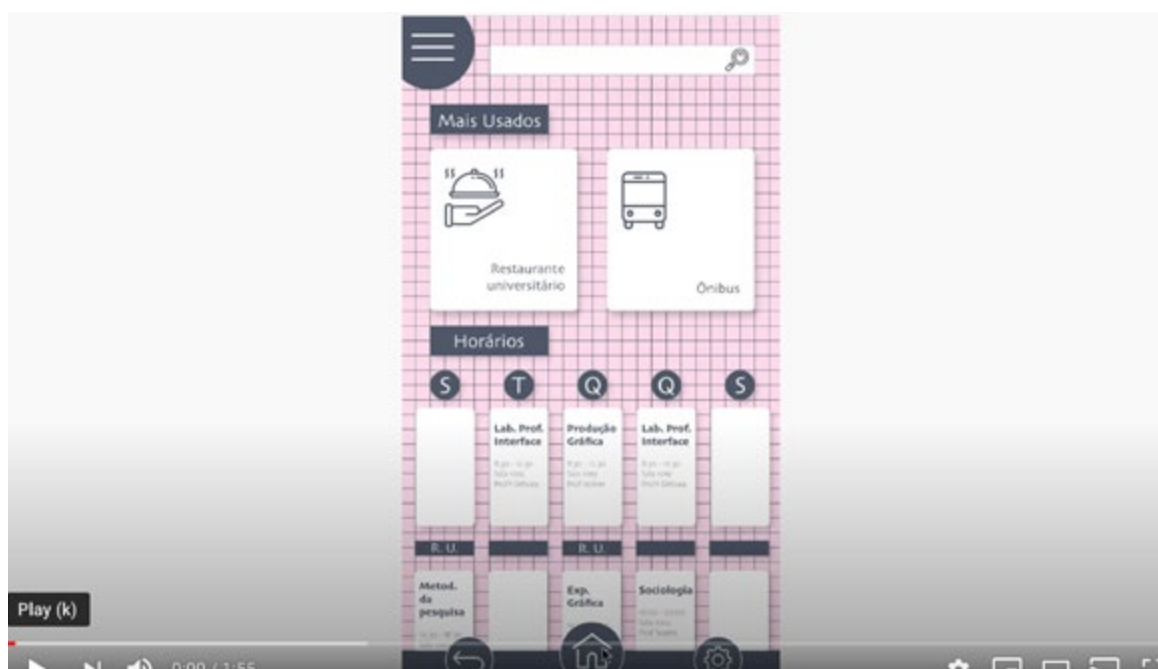 Mais Usados
Restaurante
universitário
Ônibus
Horários
S T Q Q S
Lab. Prof.
Interface
Produção
Gráfica
Lab. Prof.
Interface
R. U.
R. U.
Metod.
da
pesquisa
Exp.
Gráfica
Sociologia
Play (k)
0:00 / 1:56